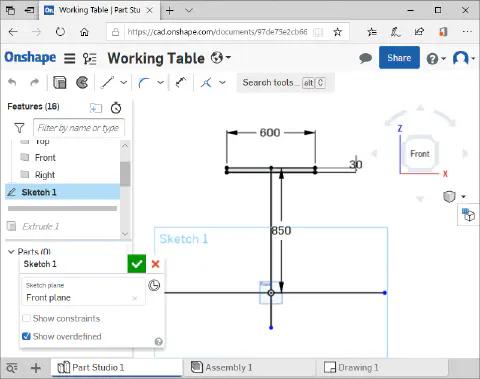 Working Table | Part Studio
https://cad.onshape.com/documents/97de75e2cb66
Onshape
Working Table
Share
Search tools... alt C
Features (16)
Filter by name or type
Top
Front
Right
Sketch 1
Extrude 1
Parts (0)
Sketch 1
Sketch plane
Front plane
Show constraints
Show overdefined
600
30
850
Sketch 1
Z
Front
X
Part Studio 1
Assembly 1
Drawing 1